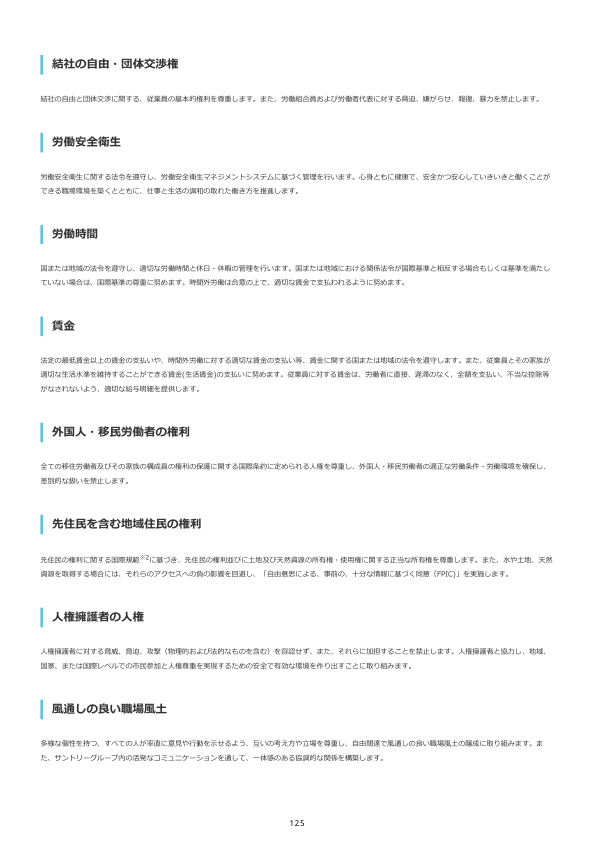 結社の自由・団体交渉権
結社の自由と団体交渉に関する、従業員の基本的権利を尊重します。また、労働組合員および労働者代表に対する脅迫、嫌がらせ、報復、暴力を禁止します。
労働安全衛生
労働安全衛生に関する法令を遵守し、労働安全衛生マネジメントシステムに基づく管理を行います。心身ともに健康で、安全かつ安心していきいきと働くことが
できる職場環境を築くとともに、仕事と生活の調和の取れた働き方を推進します。
労働時間
国または地域の法令を遵守し、適切な労働時間と休日・休暇の管理を行います。国または地域における関係法令が国際基準と相反する場合もしくは基準を満たし
ていない場合は、国際基準の尊重に努めます。時間外労働は合意の上で、適切な賃金で支払われるように努めます。
賃金
法定の最低賃金以上の賃金の支払いや、時間外労働に対する適切な賃金の支払い等、賃金に関する国または地域の法令を遵守します。また、従業員とその家族が
適切な生活水準を維持することができる賃金(生活賃金)の支払いに努めます。従業員に対する賃金は、労働者に直接、遅滞のなく、全額を支払い、不当な控除等
がなされないよう、適切な給与明細を提供します。
外国人・移民労働者の権利
全ての移住労働者及びその家族の構成員の権利の保護に関する国際条約に定められる人権を尊重し、外国人・移民労働者の適正な労働条件・労働環境を確保し、
差別的な扱いを禁止します。
先住民を含む地域住民の権利
先住民の権利に関する国際規範※2に基づき、先住民の権利並びに土地及び天然資源の所有権・使用権に関する正当な所有権を尊重します。また、水や土地、天然
資源を取得する場合には、それらのアクセスへの負の影響を回避し、「自由意思による、事前の、十分な情報に基づく同意（FPIC)」を実施します。
人権擁護者の人権
人権擁護者に対する脅威、脅迫、攻撃（物理的および法的なものを含む）を容認せず、また、それらに加担することを禁止します。人権擁護者と協力し、地域、
国家、または国際レベルでの市民参加と人権尊重を実現するための安全で有効な環境を作り出すことに取り組みます。
風通しの良い職場風土
多様な個性を持つ、すべての人が率直に意見や行動を示せるよう、互いの考え方や立場を尊重し、自由闊達で風通しの良い職場風土の醸成に取り組みます。ま
た、サントリーグループ内の活発なコミュニケーションを通して、一体感のある協調的な関係を構築します。
125